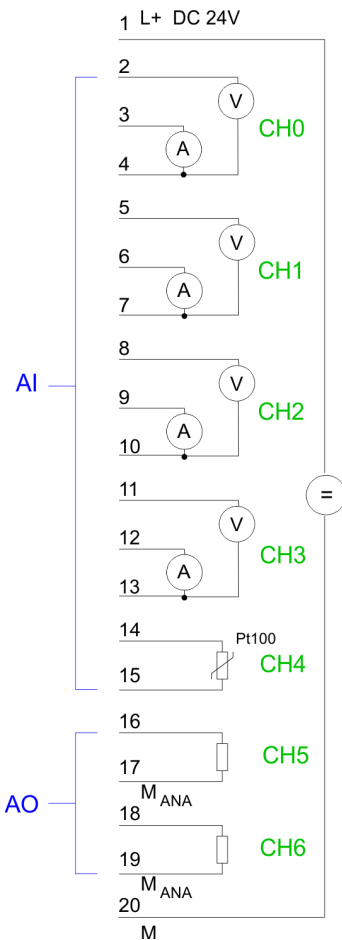 1 L+ DC 24V
2
V
3
CH0
A
4
5
V
6
CH1
A
7
8
V
AI
9
CH2
A
10
11
=
V
12
CH3
A
13
14
Pt100
CH4
15
16
CH5
17
M ANA
AO
18
CH6
19
M ANA
20
M